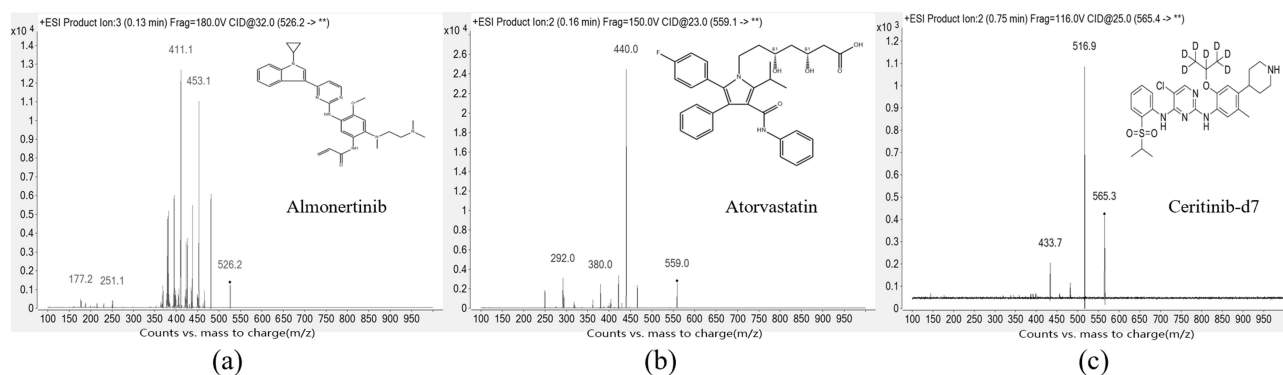 +ESI Product Ion:3 (0.13 min) Frag=180.0V CID@32.0 (526.2 -> **)
x10 4
1.4
1.3
1.2
1.1
1
0.9
0.8
0.7
0.6
0.5
0.4
0.3
0.2
0.1
0
411.1
453.1
177.2
251.1
526.2
N
N
N
HN
O
N
N
HN
O
Almonertinib
100 150 200 250 300 350 400 450 500 550 600 650 700 750 800 850 900 950
Counts vs. mass to charge(m/z)
(a)
+ESI Product Ion:2 (0.16 min) Frag=150.0V CID@23.0 (559.1 -> **)
x10 4
2.8
2.6
2.4
2.2
2
1.8
1.6
1.4
1.2
1
0.8
0.6
0.4
0.2
0
440.0
292.0
380.0
559.0
F
N
&1
&1
OH
OH
OH
O
O
NH
Atorvastatin
100 150 200 250 300 350 400 450 500 550 600 650 700 750 800 850 900 950
Counts vs. mass to charge(m/z)
(c)
+ESI Product Ion:2 (0.75 min) Frag=116.0V CID@25.0 (565.4 -> **)
x10 3
1.2
1.1
1
0.9
0.8
0.7
0.6
0.5
0.4
0.3
0.2
0.1
0
516.9
565.3
433.7
D D D
D D
D D
NH
O
Cl
N
N
N
H
N
H
O
S
O
Ceritinib-d7
100 150 200 250 300 350 400 450 500 550 600 650 700 750 800 850 900 950
Counts vs. mass to charge(m/z)
(b)